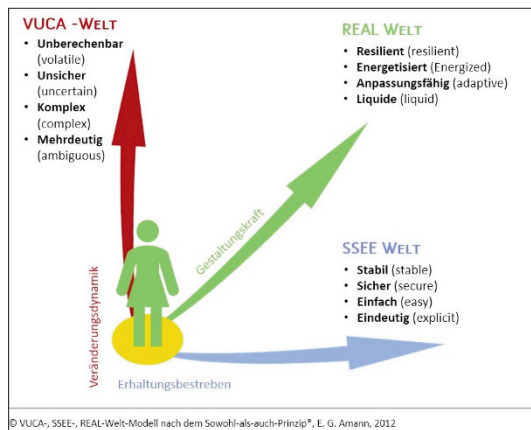 VUCA -WELT
• Unberechenbar
(volatile)
• Unsicher
(uncertain)
• Komplex
(complex)
• Mehrdeutig
(ambiguous)
REAL WELT
• Resilient (resilient)
• Energetisiert (Energized)
• Anpassungsfähig (adaptive)
• Liquide (liquid)
Gestaltungskraft
SSEE WELT
• Stabil (stable)
• Sicher (secure)
• Einfach (easy)
• Eindeutig (explicit)
Veränderungsdynamik
Erhaltungsbestreben
© VUCA-, SSEE-, REAL-Welt-Modell nach dem Sowohl-als-auch-Prinzip®, E. G. Amann, 2012